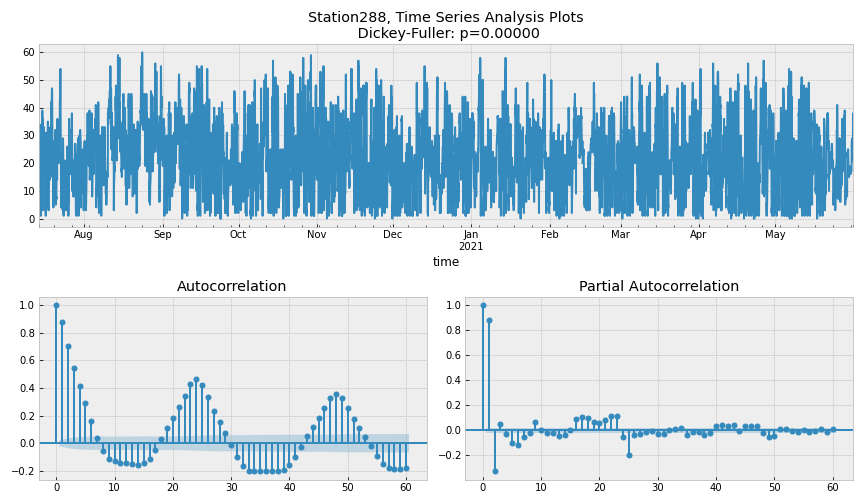 Station288, Time Series Analysis Plots
Dickey-Fuller: p=0.00000
60
50
40
30
20
10
0
Aug Sep Oct Nov Dec Jan Feb Mar Apr May
2021
time
Autocorrelation Partial Autocorrelation
1.0 1.0
0.8 0.8
0.6 0.6
0.4 0.4
0.2 0.2
0.0 0.0
−0.2 −0.2
0 10 20 30 40 50 60 0 10 20 30 40 50 60